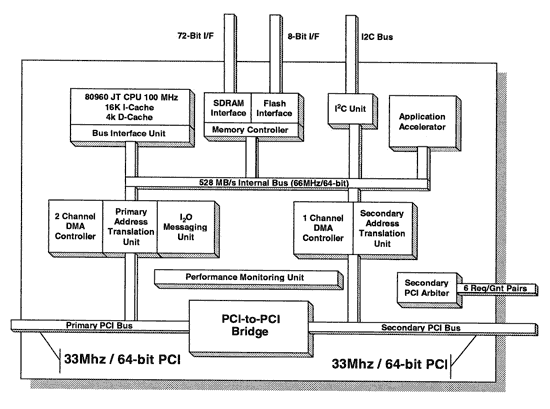 72-Bit I/F
8-Bit I/F
I2C Bus
80960 JT CPU 100 MHz
16K I-Cache
4k D-Cache
Bus Interface Unit
SDRAM
Interface
Flash
Interface
Memory Controller
I²C Unit
Application
Accelerator
528 MB/s Internal Bus (66MHz/64-bit)
2 Channel
DMA
Controller
Primary
Address
Translation
Unit
I₂O
Messaging
Unit
1 Channel
DMA
Controller
Secondary
Address
Translation
Unit
Performance Monitoring Unit
Secondary
PCI Arbiter
6 Req/Gnt Pairs
PCI-to-PCI
Bridge
Primary PCI Bus
Secondary PCI Bus
33Mhz / 64-bit PCI
33Mhz / 64-bit PCI